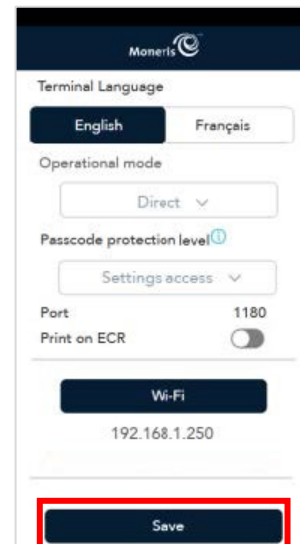 Moneris
Terminal Language
English Français
Operational mode
Direct
Passcode protection level
Settings access
Port 1180
Print on ECR
Wi-Fi
192.168.1.250
Save